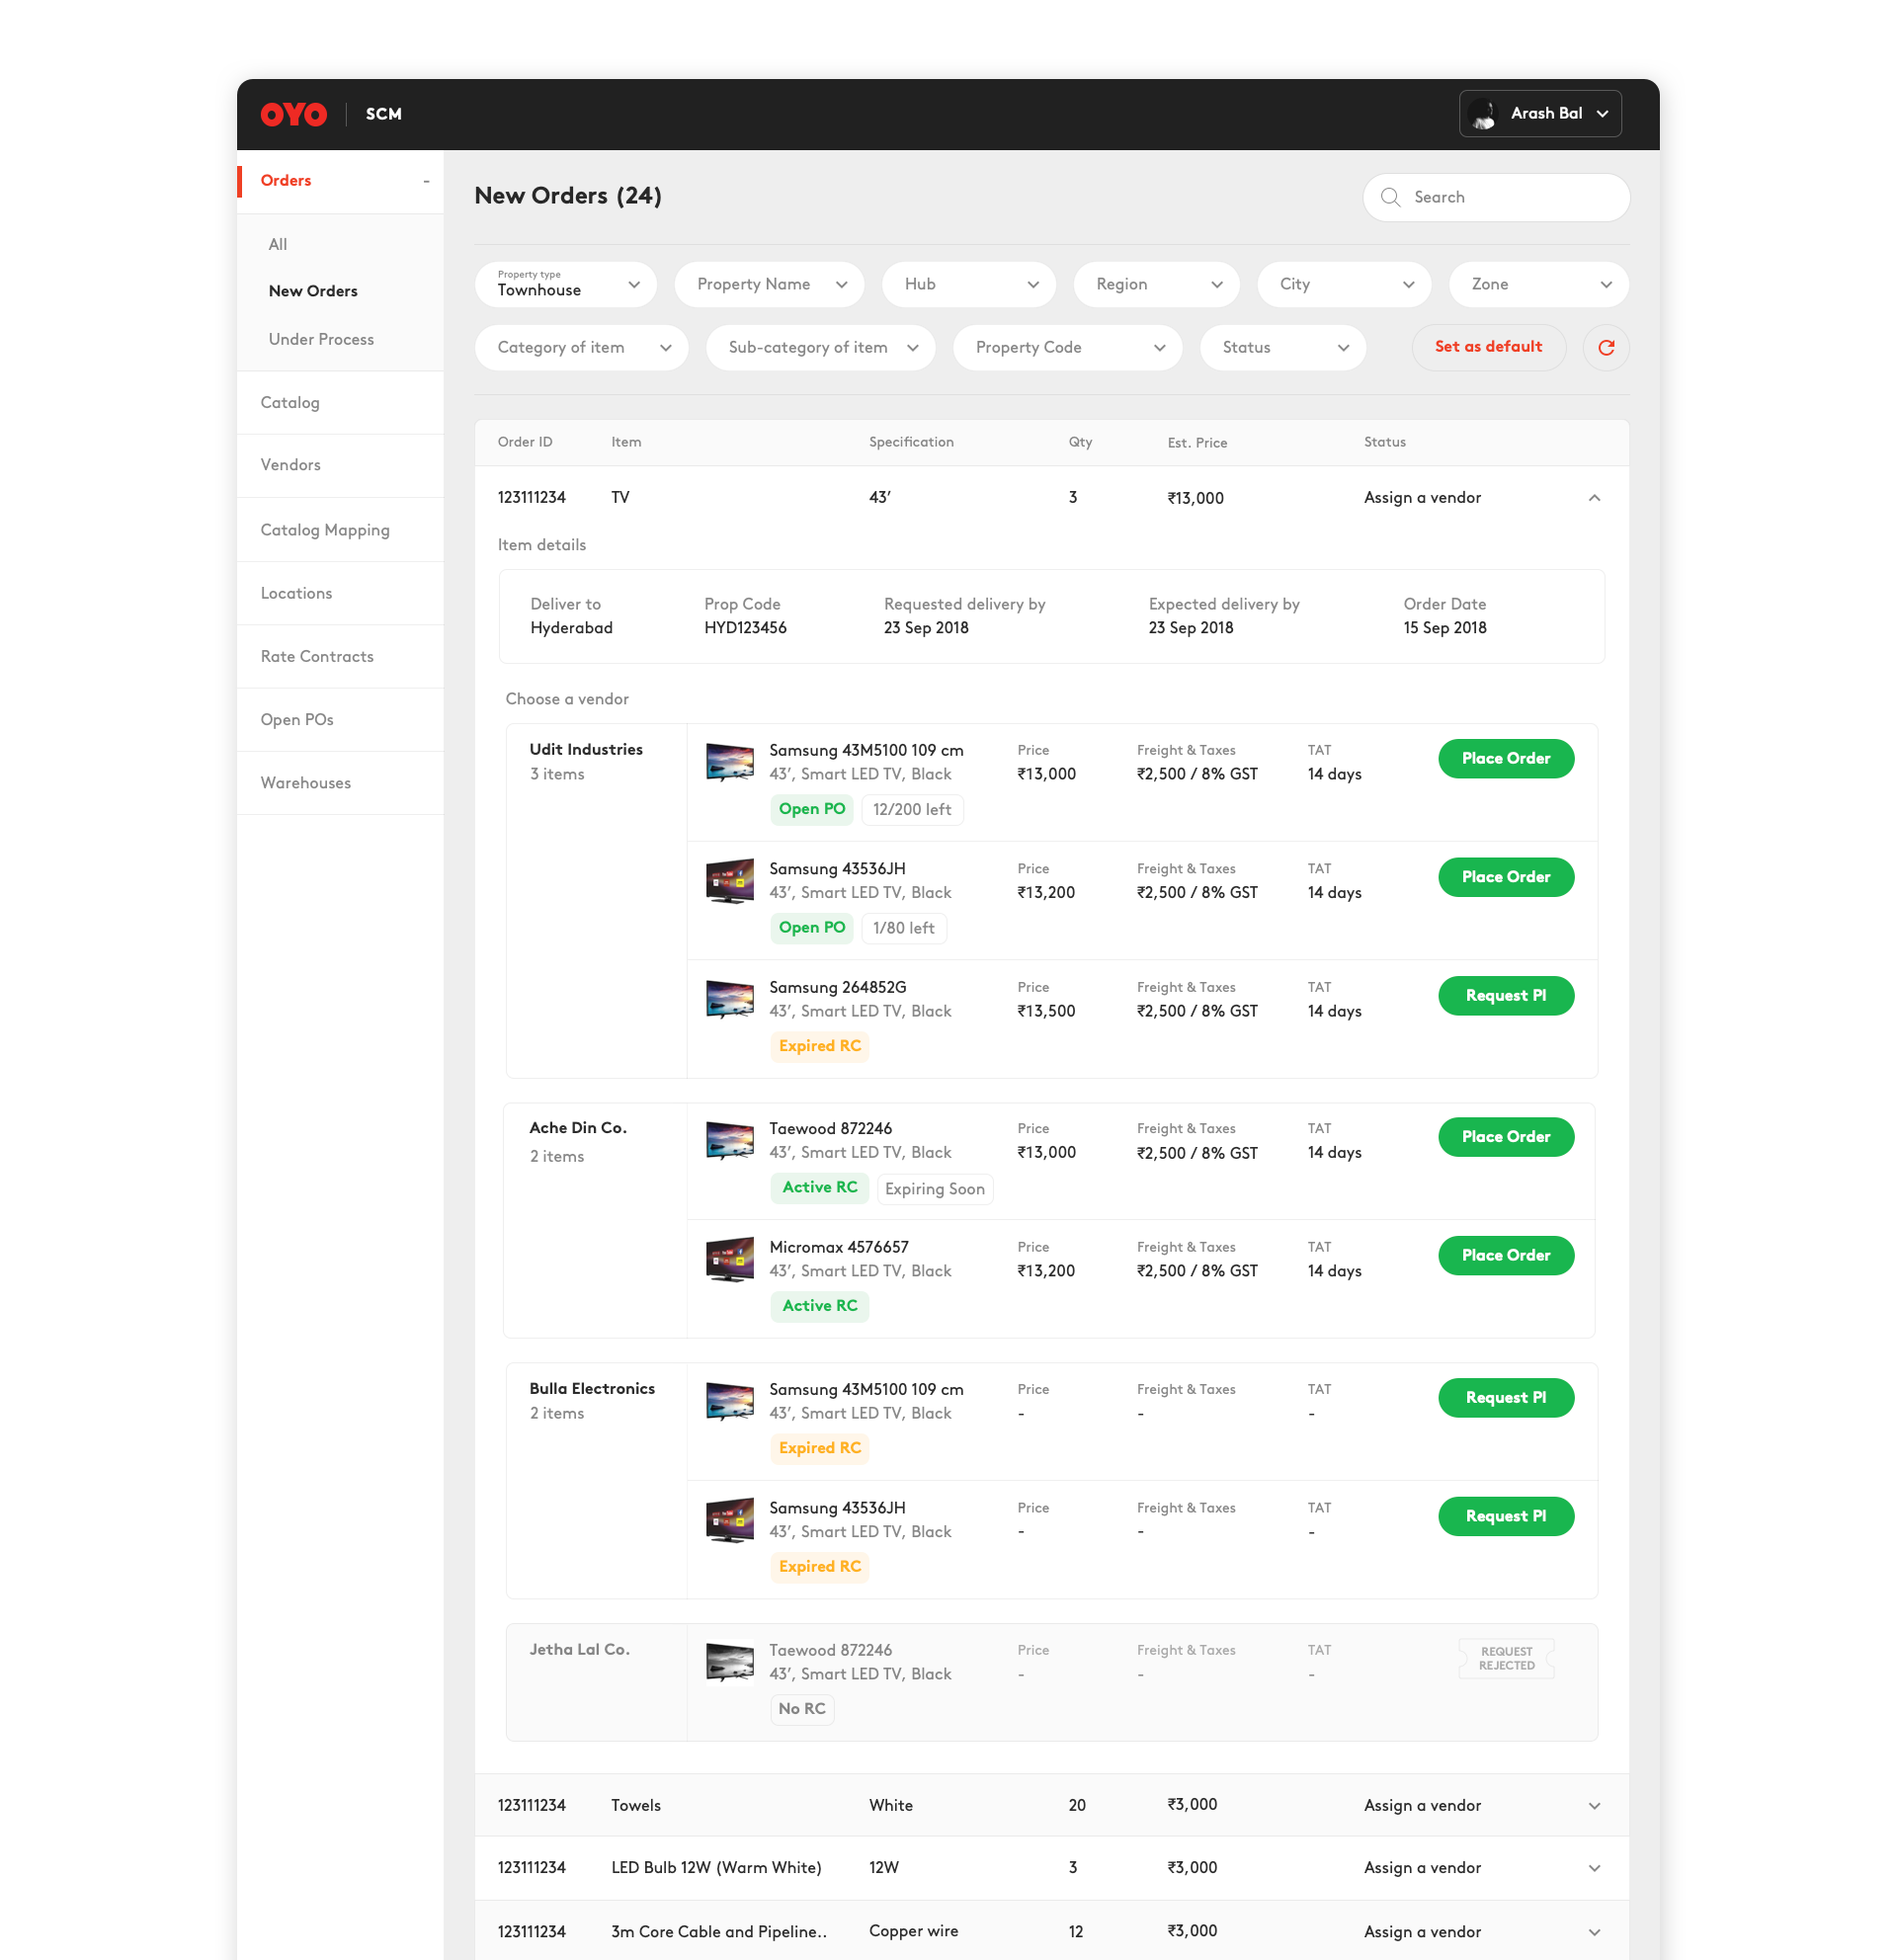 OYO SCM Arash Bal
Orders -
All
New Orders
Under Process
Catalog
Vendors
Catalog Mapping
Locations
Rate Contracts
Open POs
Warehouses
New Orders (24) Search
Property type
Townhouse Property Name Hub Region City Zone
Category of item Sub-category of item Property Code Status Set as default
Order ID Item Specification Qty Est. Price Status
123111234 TV 43’ 3 ₹13,000 Assign a vendor
Item details
Deliver to Prop Code Requested delivery by Expected delivery by Order Date
Hyderabad HYD123456 23 Sep 2018 23 Sep 2018 15 Sep 2018
Choose a vendor
Udit Industries Samsung 43M5100 109 cm Price Freight & Taxes TAT Place Order
3 items 43’, Smart LED TV, Black ₹13,000 ₹2,500 / 8% GST 14 days
Open PO 12/200 left
Samsung 43536JH Price Freight & Taxes TAT Place Order
43’, Smart LED TV, Black ₹13,200 ₹2,500 / 8% GST 14 days
Open PO 1/80 left
Samsung 264852G Price Freight & Taxes TAT Request PI
43’, Smart LED TV, Black ₹13,500 ₹2,500 / 8% GST 14 days
Expired RC
Ache Din Co. Taewood 872246 Price Freight & Taxes TAT Place Order
2 items 43’, Smart LED TV, Black ₹13,000 ₹2,500 / 8% GST 14 days
Active RC Expiring Soon
Micromax 4576657 Price Freight & Taxes TAT Place Order
43’, Smart LED TV, Black ₹13,200 ₹2,500 / 8% GST 14 days
Active RC
Bulla Electronics Samsung 43M5100 109 cm Price Freight & Taxes TAT Request PI
2 items 43’, Smart LED TV, Black - - -
Expired RC
Samsung 43536JH Price Freight & Taxes TAT Request PI
43’, Smart LED TV, Black - - -
Expired RC
Jetha Lal Co. Taewood 872246 Price Freight & Taxes TAT REQUEST
REJECTED
43’, Smart LED TV, Black - - -
No RC
123111234 Towels White 20 ₹3,000 Assign a vendor
123111234 LED Bulb 12W (Warm White) 12W 3 ₹3,000 Assign a vendor
123111234 3m Core Cable and Pipeline.. Copper wire 12 ₹3,000 Assign a vendor